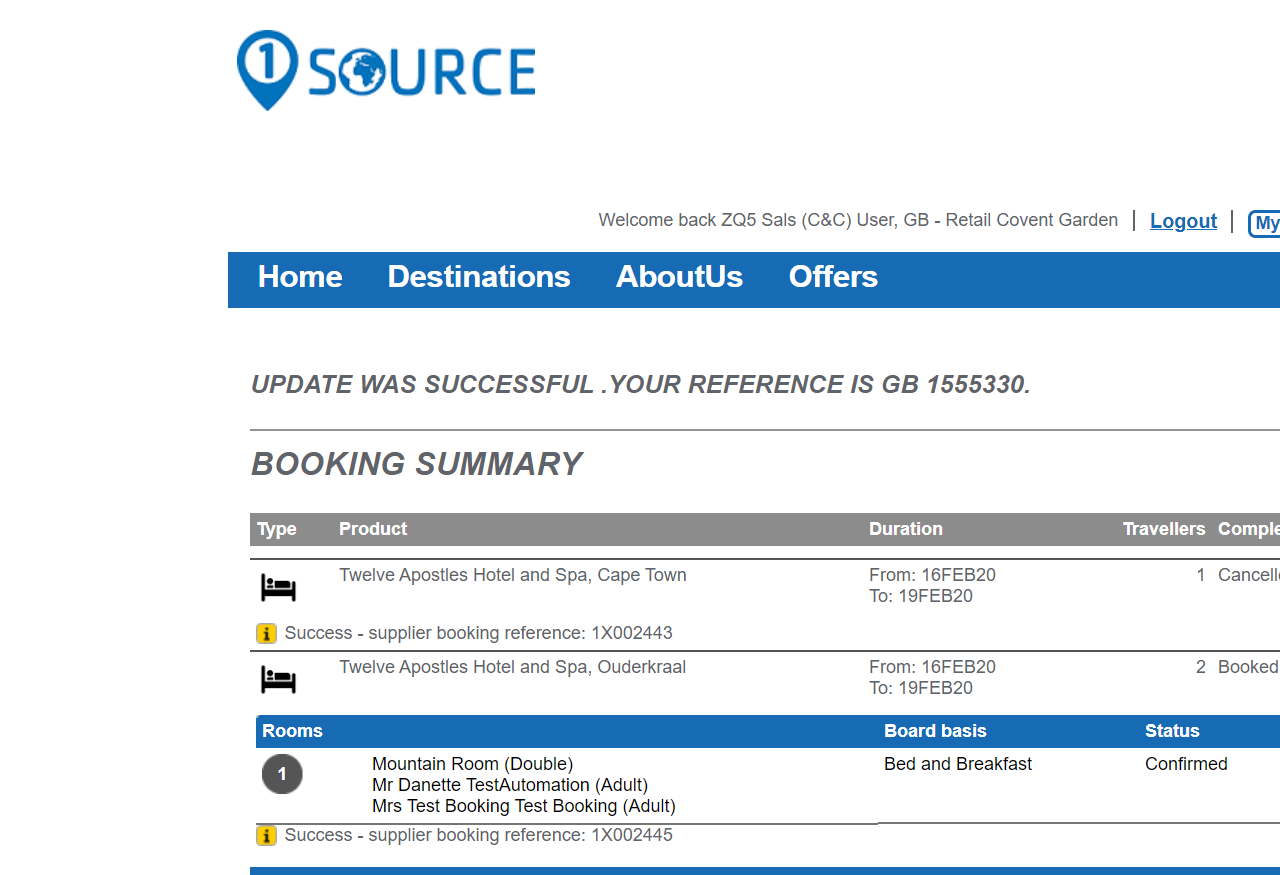 1 SOURCE
Welcome back ZQ5 Sals (C&C) User, GB - Retail Covent Garden | Logout | My
Home Destinations AboutUs Offers
UPDATE WAS SUCCESSFUL .YOUR REFERENCE IS GB 1555330.
BOOKING SUMMARY
Type Product Duration Travellers Comple
Twelve Apostles Hotel and Spa, Cape Town From: 16FEB20 1 Cancell
To: 19FEB20
i Success - supplier booking reference: 1X002443
Twelve Apostles Hotel and Spa, Ouderkraal From: 16FEB20 2 Booked
To: 19FEB20
Rooms Board basis Status
1 Mountain Room (Double) Bed and Breakfast Confirmed
Mr Danette TestAutomation (Adult)
Mrs Test Booking Test Booking (Adult)
i Success - supplier booking reference: 1X002445